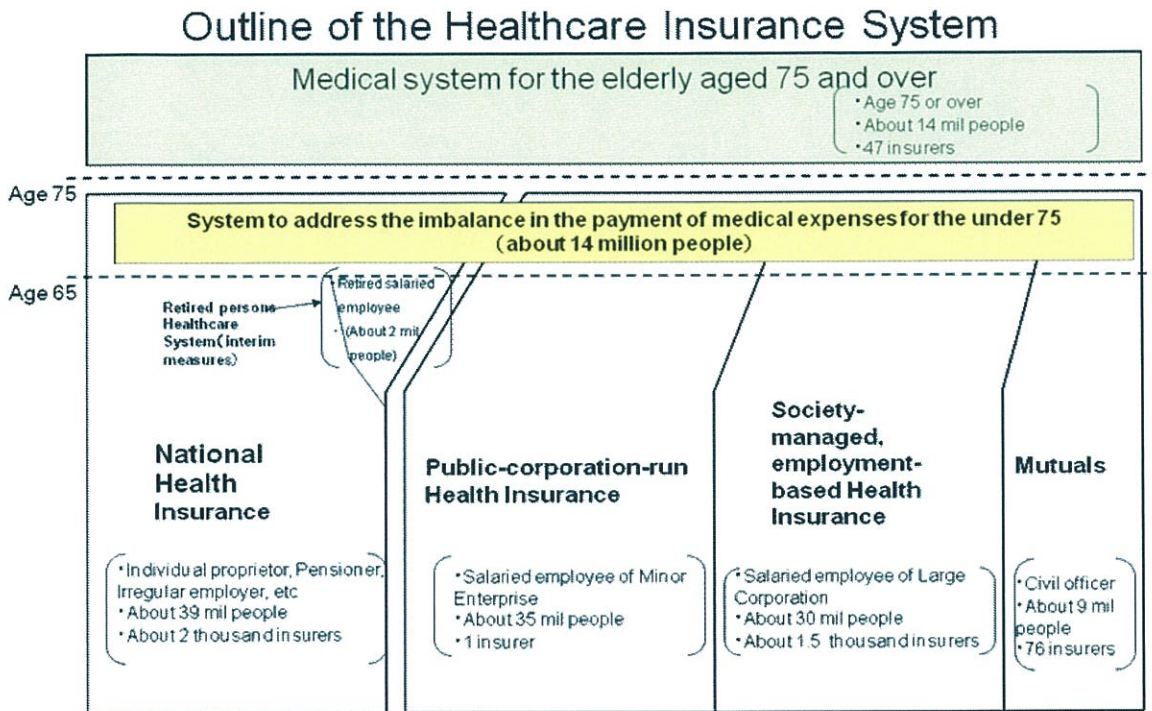 Outline of the Healthcare Insurance System
Medical system for the elderly aged 75 and over
・Age 75 or over
・About 14 mil people
・47 insurers
Age 75
System to address the imbalance in the payment of medical expenses for the under 75
(about 14 million people)
Age 65
Retired persons
Healthcare
System(interim
measures)
・Retired salaried
employee
・(About 2 mil
people)
National
Health
Insurance
・Individual proprietor, Pensioner,
Irregular employer, etc
・About 39 mil people
・About 2 thousand insurers
Public-corporation-run
Health Insurance
・Salaried employee of Minor
Enterprise
・About 35 mil people
・1 insurer
Society-
managed,
employment-
based Health
Insurance
・Salaried employee of Large
Corporation
・About 30 mil people
・About 1.5 thousand insurers
Mutuals
・Civil officer
・About 9 mil
people
・76 insurers